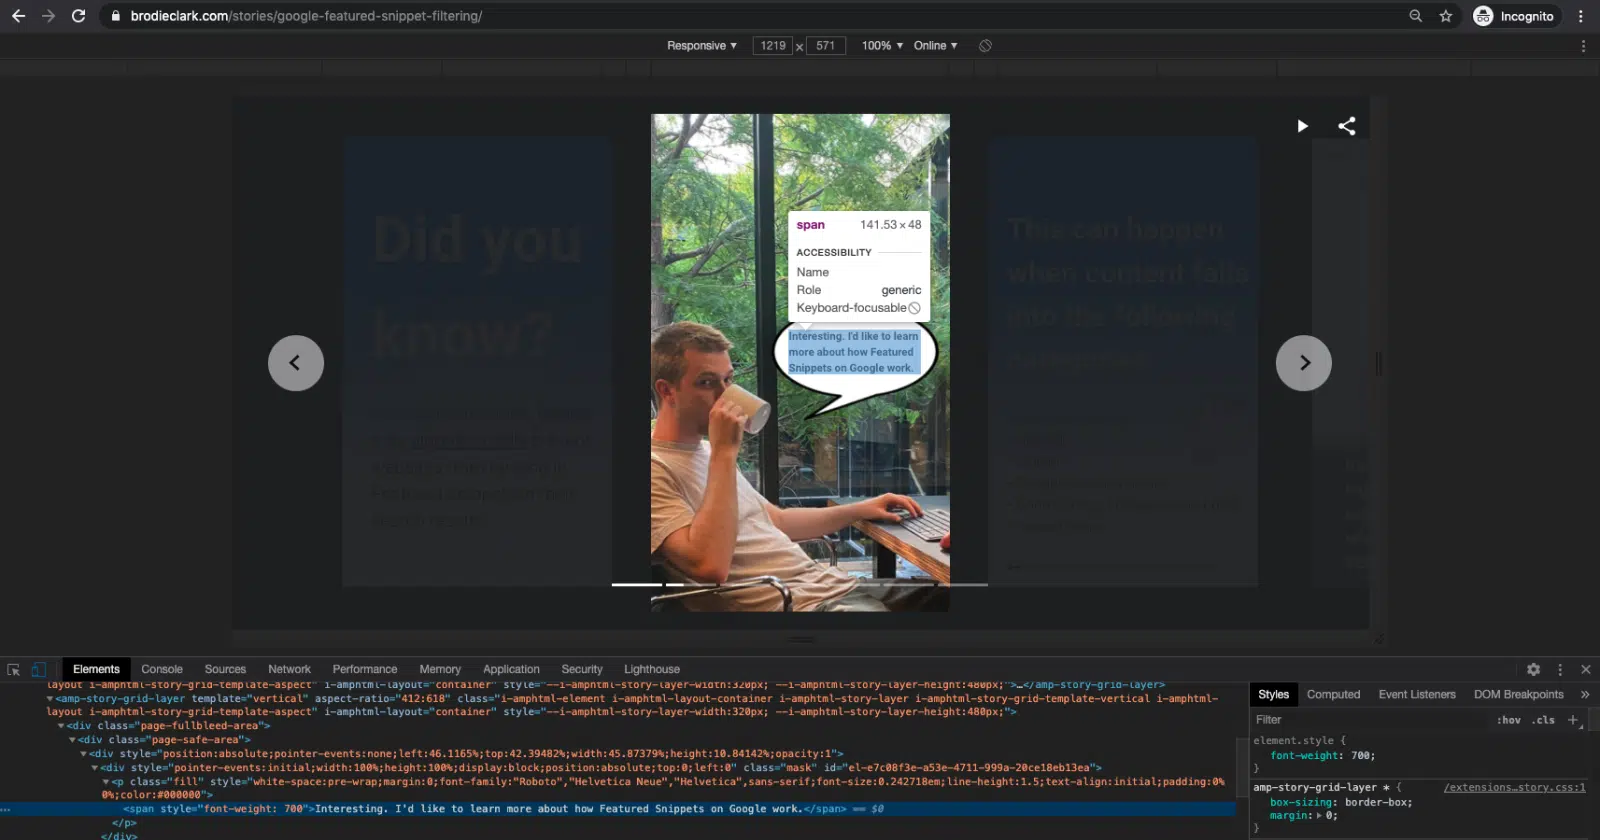 brodieclark.com/stories/google-featured-snippet-filtering/
Incognito
Responsive ▼ 1219 x 571 100% ▼ Online ▼
Did you
know?
span 141.53 × 48
ACCESSIBILITY
Name
Role generic
Keyboard-focusable
Interesting. I'd like to learn
more about how Featured
Snippets on Google work.
This can happen
when content falls
into the following
Elements Console Sources Network Performance Memory Application Security Lighthouse
layout i-amphtml-story-grid-template-aspect" i-amphtml-layout="container" style="--i-amphtml-story-layer-width:320px; --i-amphtml-story-layer-height:480px;">…</amp-story-grid-layer>
▼<amp-story-grid-layer template="vertical" aspect-ratio="412:618" class="i-amphtml-element i-amphtml-layout-container i-amphtml-story-layer i-amphtml-story-grid-template-vertical i-amphtml-
layout i-amphtml-story-grid-template-aspect" i-amphtml-layout="container" style="--i-amphtml-story-layer-width:320px; --i-amphtml-story-layer-height:480px;">
▼<div class="page-fullbleed-area">
▼<div class="page-safe-area">
▼<div style="position:absolute;pointer-events:none;left:46.1165%;top:42.39482%;width:45.87379%;height:10.84142%;opacity:1">
▼<div style="pointer-events:initial;width:100%;height:100%;display:block;position:absolute;top:0;left:0" class="mask" id="el-e7c08f3e-a53e-4711-999a-20ce18eb13ea">
▼<p class="fill" style="white-space:pre-wrap;margin:0;font-family:"Roboto","Helvetica Neue","Helvetica",sans-serif;font-size:0.242718em;line-height:1.5;text-align:initial;padding:0%
0%;color:#000000">
… <span style="font-weight: 700">Interesting. I'd like to learn more about how Featured Snippets on Google work.</span> == $0
</p>
</div>
Styles Computed Event Listeners DOM Breakpoints »
Filter :hov .cls +
element.style {
font-weight: 700;
}
amp-story-grid-layer * { /extensions…story.css:1
box-sizing: border-box;
margin: ▶ 0;
}